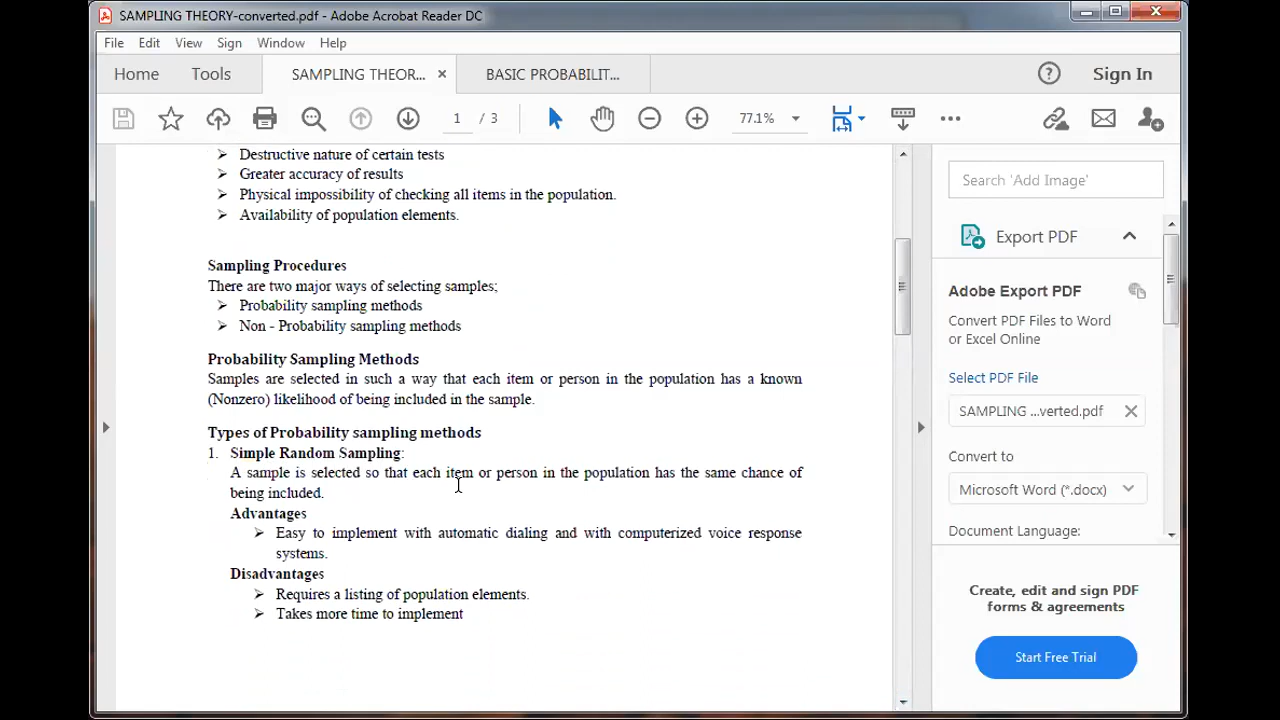 SAMPLING THEORY-converted.pdf - Adobe Acrobat Reader DC
File Edit View Sign Window Help
Home Tools SAMPLING THEOR... × BASIC PROBABILIT... ? Sign In
1 / 3 77.1%
➢ Destructive nature of certain tests
➢ Greater accuracy of results
➢ Physical impossibility of checking all items in the population.
➢ Availability of population elements.
Sampling Procedures
There are two major ways of selecting samples;
➢ Probability sampling methods
➢ Non - Probability sampling methods
Probability Sampling Methods
Samples are selected in such a way that each item or person in the population has a known
(Nonzero) likelihood of being included in the sample.
Types of Probability sampling methods
1. Simple Random Sampling:
A sample is selected so that each item or person in the population has the same chance of
being included.
Advantages
➢ Easy to implement with automatic dialing and with computerized voice response
systems.
Disadvantages
➢ Requires a listing of population elements.
➢ Takes more time to implement
Search 'Add Image'
Export PDF
Adobe Export PDF
Convert PDF Files to Word
or Excel Online
Select PDF File
SAMPLING ...verted.pdf
Convert to
Microsoft Word (*.docx)
Document Language:
Create, edit and sign PDF
forms & agreements
Start Free Trial